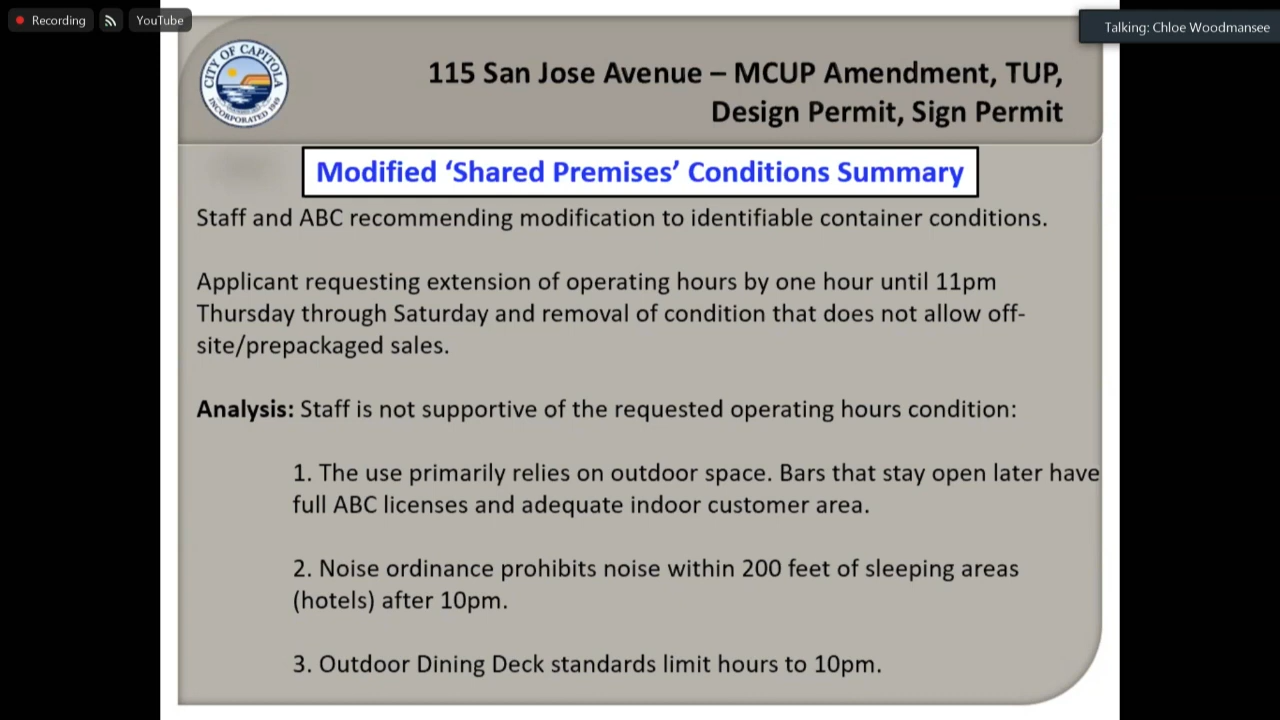 Recording
YouTube
Talking: Chloe Woodmansee
CITY OF CAPITOLA
INCORPORATED 1949
115 San Jose Avenue – MCUP Amendment, TUP,
Design Permit, Sign Permit
Modified ‘Shared Premises’ Conditions Summary
Staff and ABC recommending modification to identifiable container conditions.
Applicant requesting extension of operating hours by one hour until 11pm
Thursday through Saturday and removal of condition that does not allow off-
site/prepackaged sales.
Analysis: Staff is not supportive of the requested operating hours condition:
1. The use primarily relies on outdoor space. Bars that stay open later have
full ABC licenses and adequate indoor customer area.
2. Noise ordinance prohibits noise within 200 feet of sleeping areas
(hotels) after 10pm.
3. Outdoor Dining Deck standards limit hours to 10pm.